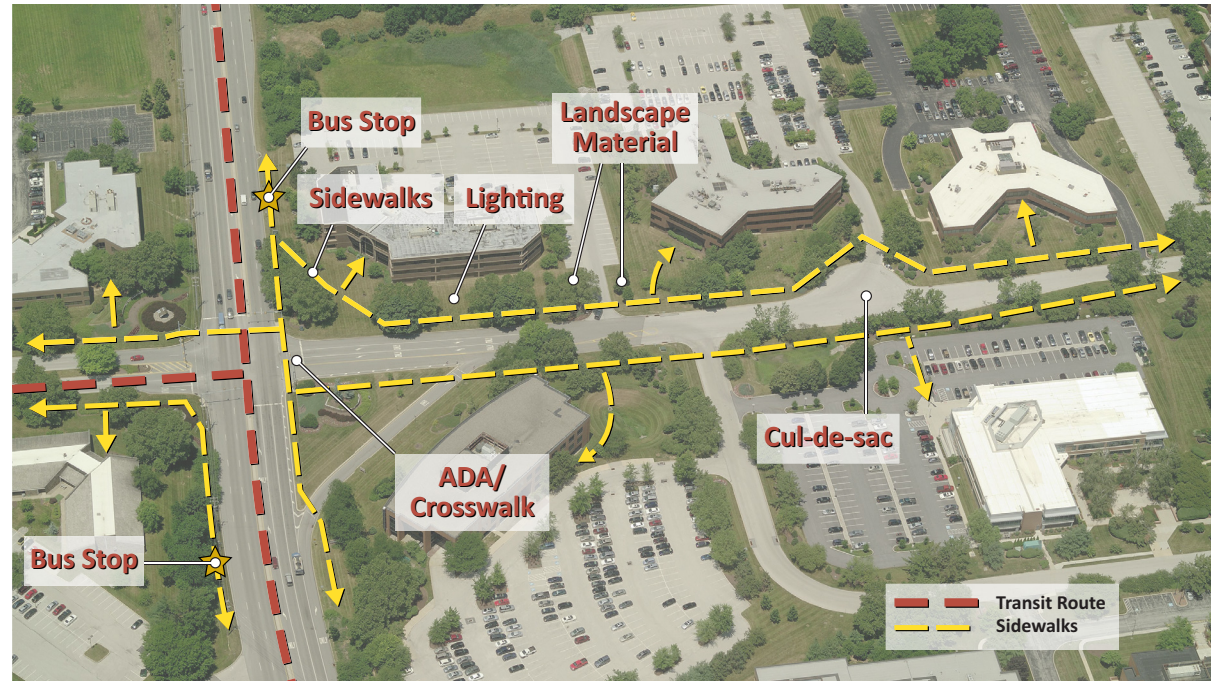 Bus Stop
Landscape
Material
Sidewalks
Lighting
Cul-de-sac
ADA/
Crosswalk
Bus Stop
Transit Route
Sidewalks